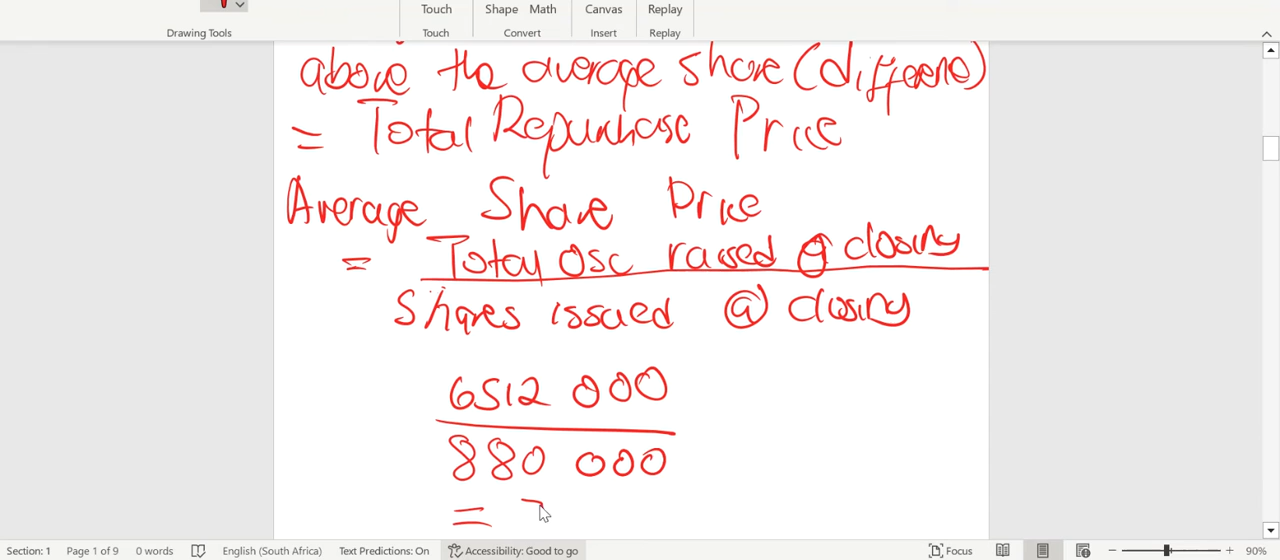 Touch Shape Math Canvas Replay
Drawing Tools Touch Convert Insert Replay
above the average share (difference)
= Total Repurchase Price
Average Share Price
= Total OSC raised @ closing
Shares issued @ closing
6512 000
880 000
=
Section: 1 Page 1 of 9 0 words English (South Africa) Text Predictions: On Accessibility: Good to go Focus 90%